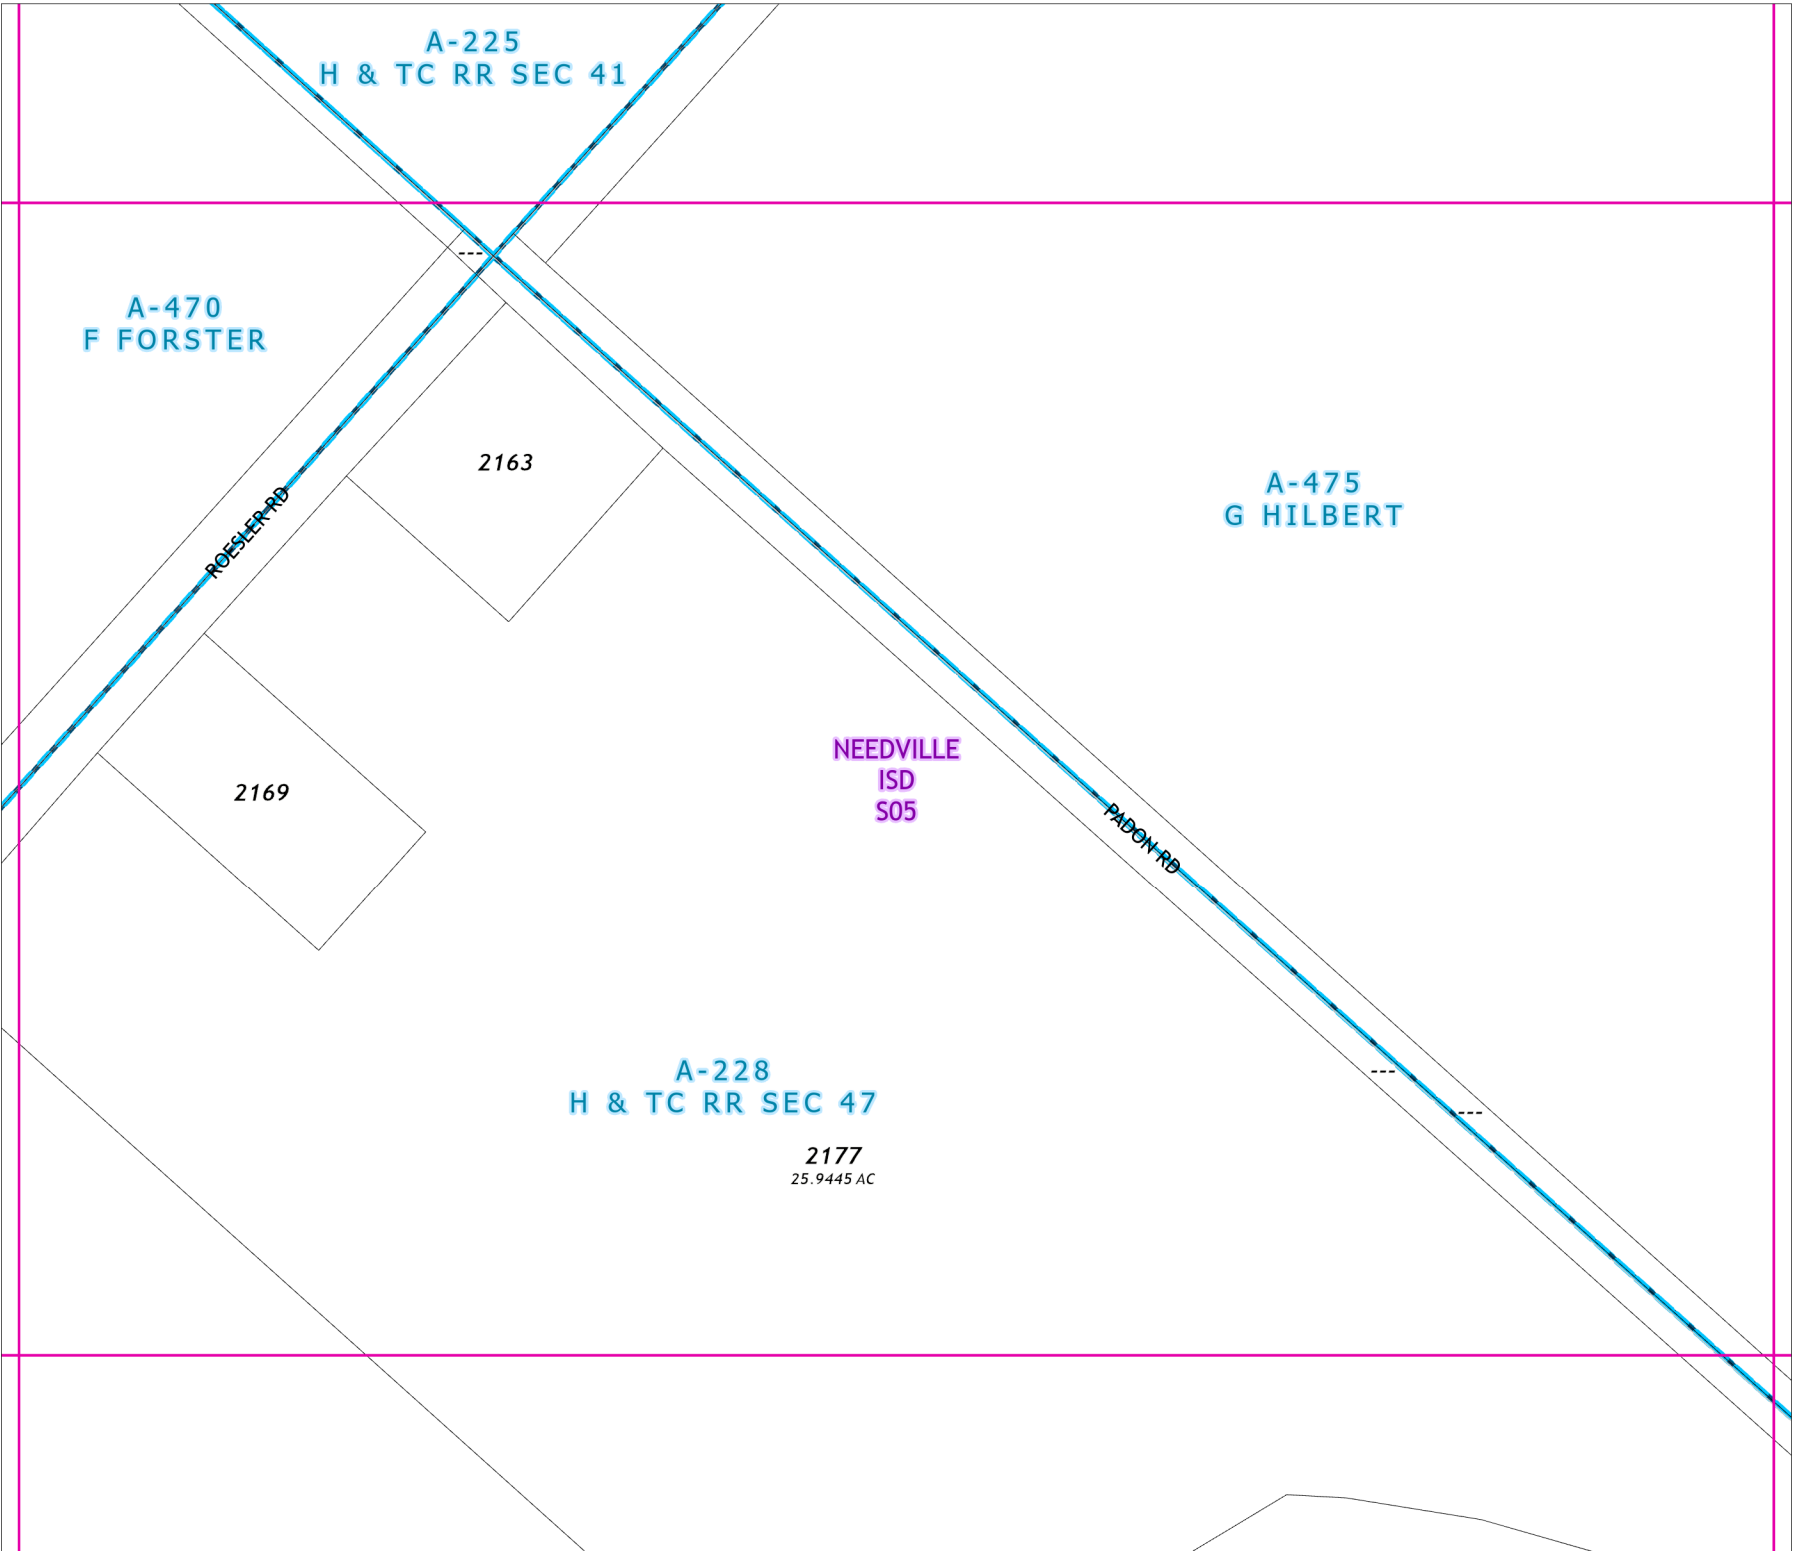 A-225
H & TC RR SEC 41
A-470
F FORSTER
2163
A-475
G HILBERT
ROESLER RD
2169
NEEDVILLE
ISD
S05
PADON RD
A-228
H & TC RR SEC 47
2177
25.9445 AC